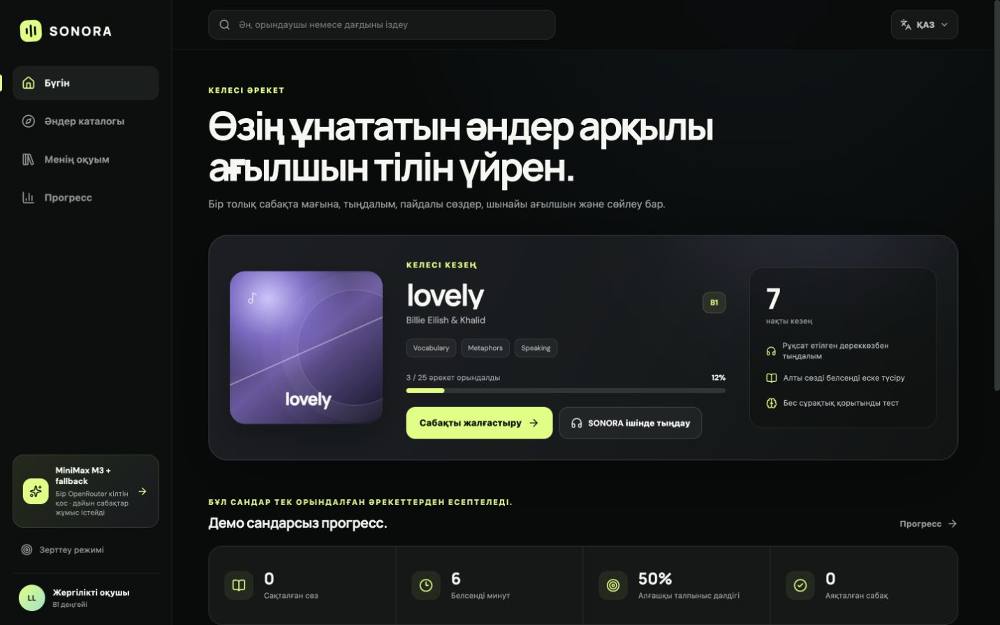 SONORA
Ән, орындаушы немесе дағдыны іздеу
ҚАЗ
Бүгін
Әндер каталогы
Менің оқуым
Прогресс
MiniMax M3 +
fallback
Бір OpenRouter кілтін
қос · дайын сабақтар
жұмыс істейді
Зерттеу режимі
LL
Жергілікті оқушы
B1 деңгейі
КЕЛЕСІ ӘРЕКЕТ
Өзің ұнататын әндер арқылы
ағылшын тілін үйрен.
Бір толық сабақта мағына, тыңдалым, пайдалы сөздер, шынайы ағылшын және сөйлеу бар.
lovely
КЕЛЕСІ КЕЗЕҢ
lovely
B1
Billie Eilish & Khalid
Vocabulary
Metaphors
Speaking
3 / 25 әрекет орындалды
12%
Сабақты жалғастыру
SONORA ішінде тыңдау
7
нақты кезең
Рұқсат етілген дереккөзбен
тыңдалым
Алты сөзді белсенді еске түсіру
Бес сұрақтық қорытынды тест
БҰЛ САНДАР ТЕК ОРЫНДАЛҒАН ӘРЕКЕТТЕРДЕН ЕСЕПТЕЛЕДІ.
Демо сандарсыз прогресс.
Прогресс
0
Сақталған сөз
6
Белсенді минут
50%
Алғашқы талпыныс дәлдігі
0
Аяқталған сабақ